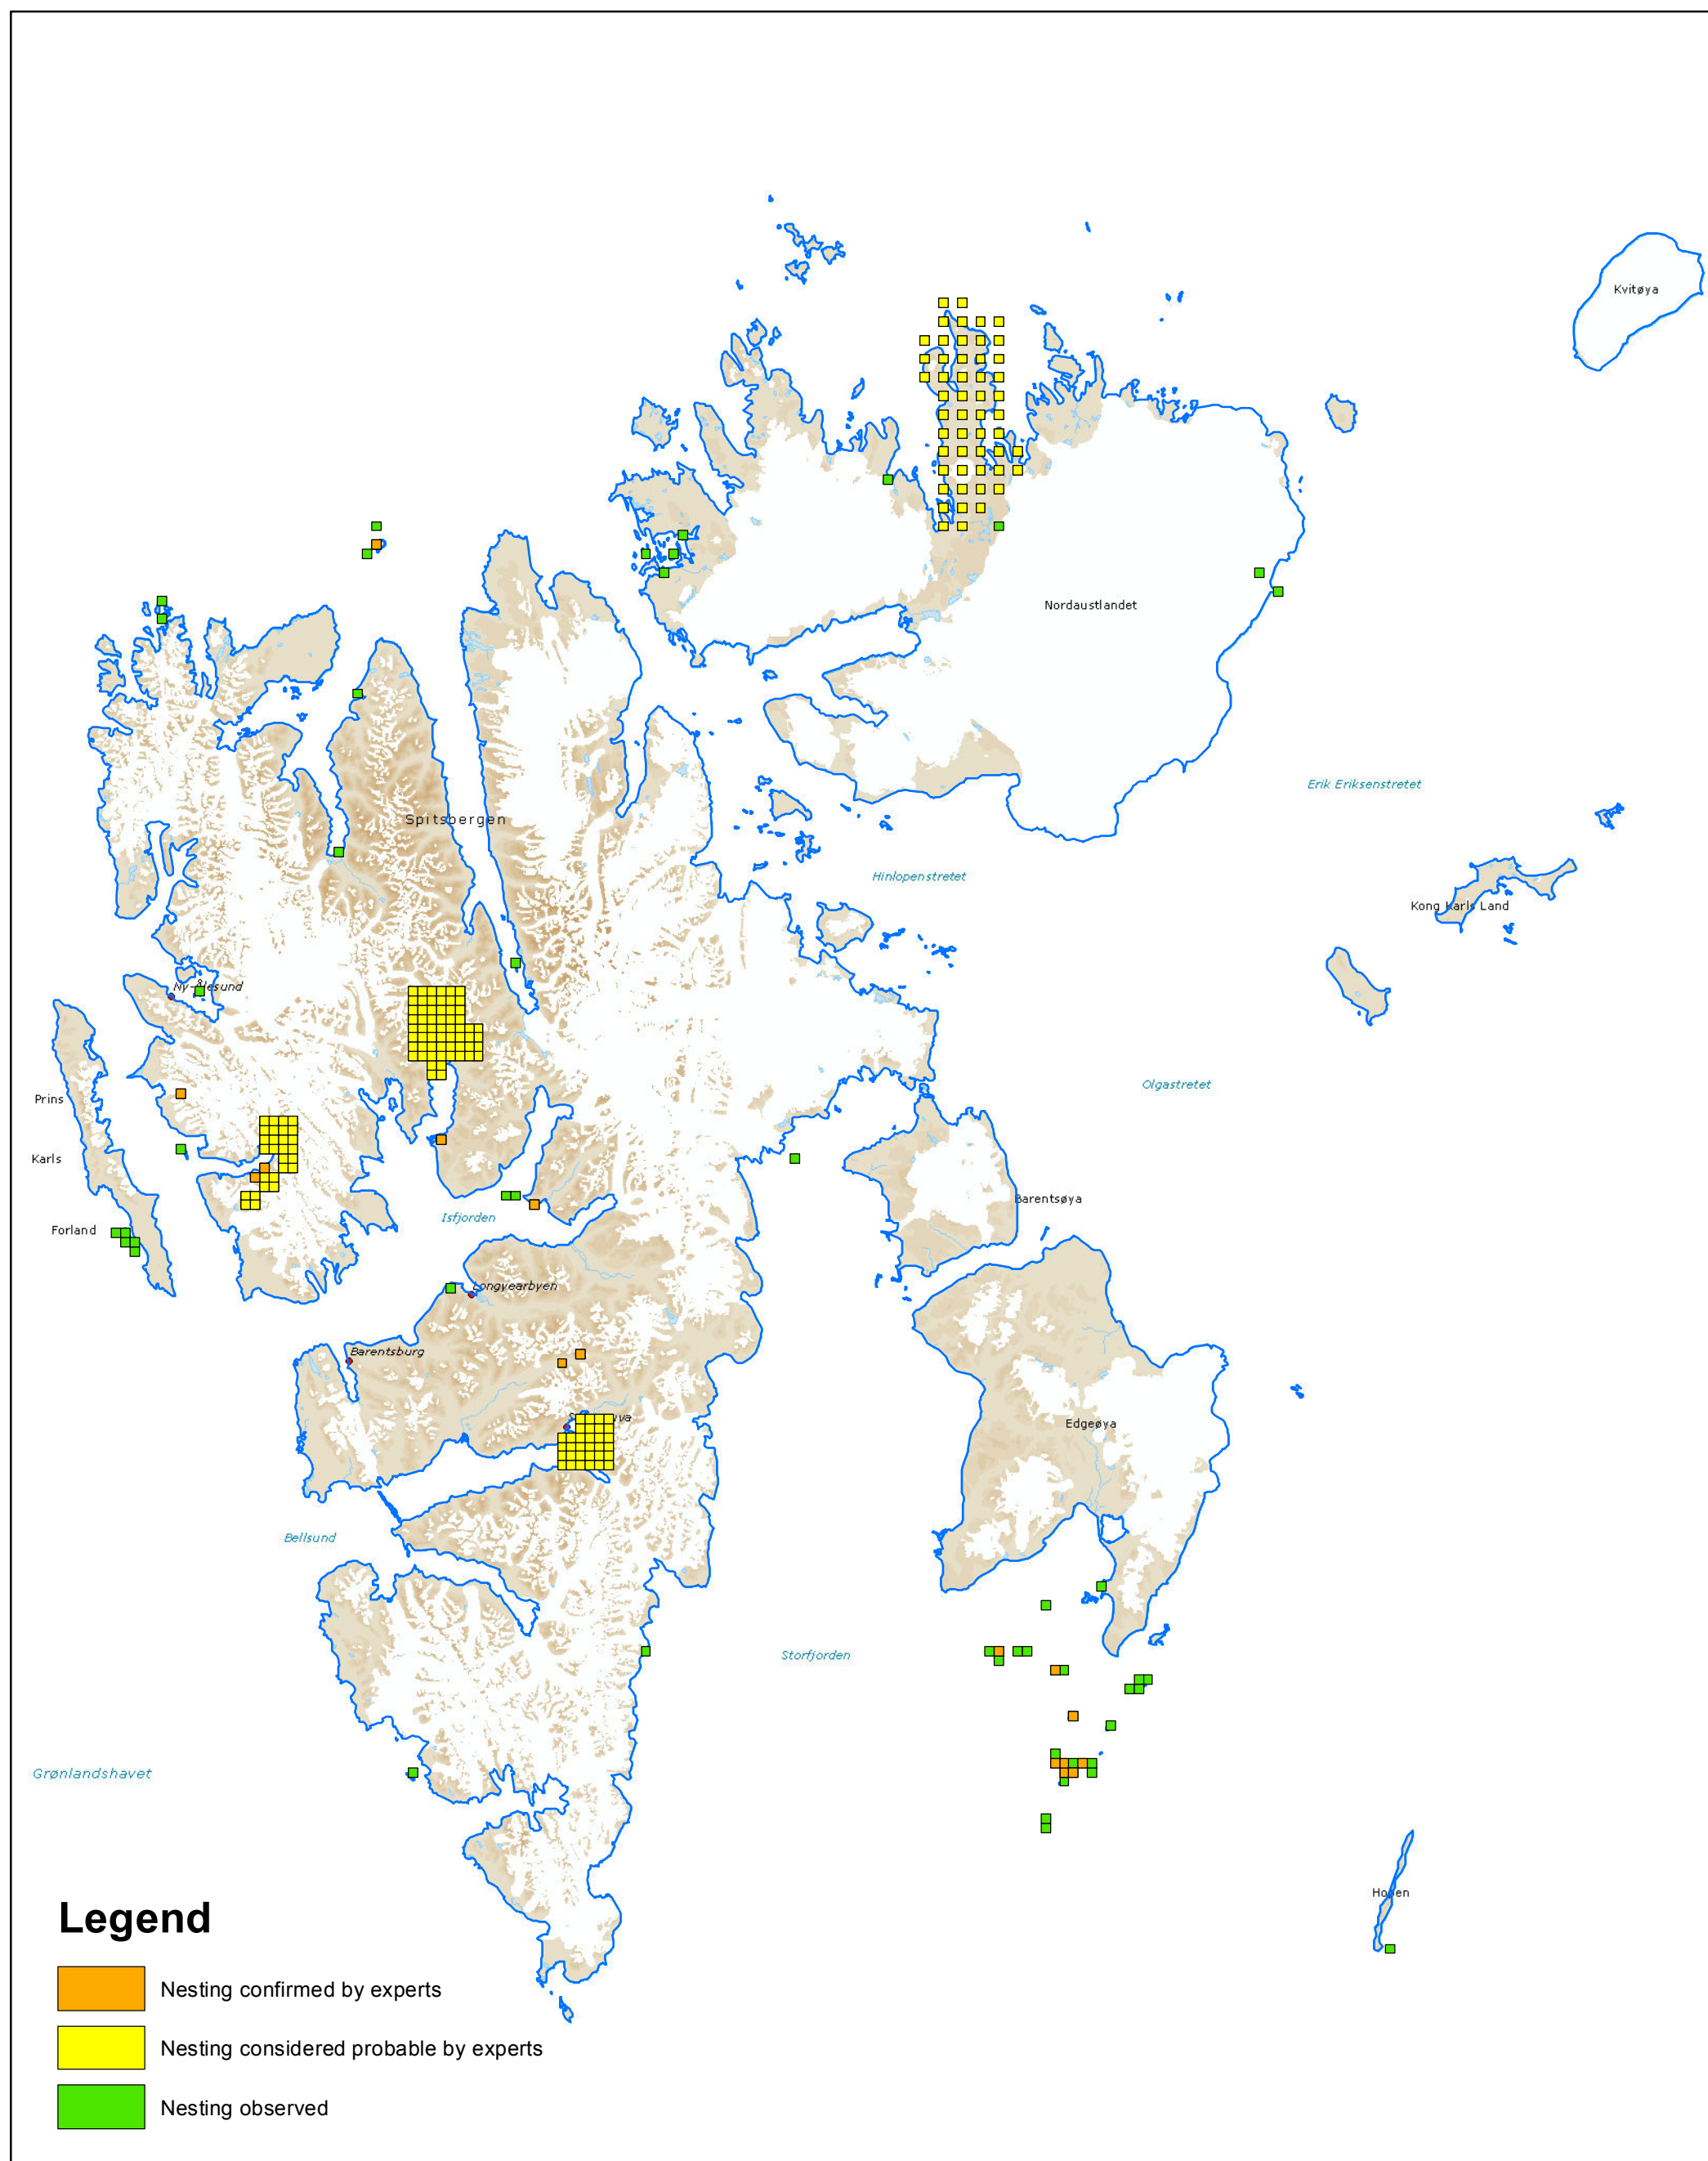 Kvitøya
Nordaustlandet
Erik Eriksenstretet
Spitsbergen
Hinlopenstretet
Kong Karls Land
Ny-Ålesund
Olgastretet
Prins
Karls
Barentsøya
Isfjorden
Forland
Longyearbyen
Barentsburg
Edgeøya
Bellsund
Storfjorden
Grønlandshavet
Hopen
Legend
Nesting confirmed by experts
Nesting considered probable by experts
Nesting observed